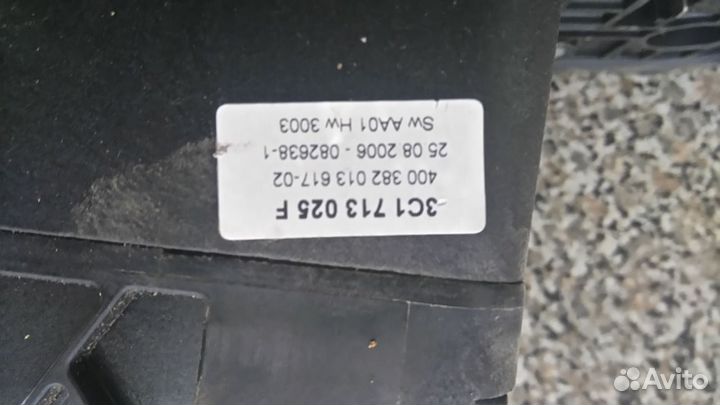 3C1 713 025 F
400 382 013 617-02
25 08 2006 - 082638-1
Sw AA01 Hw 3003
Avito